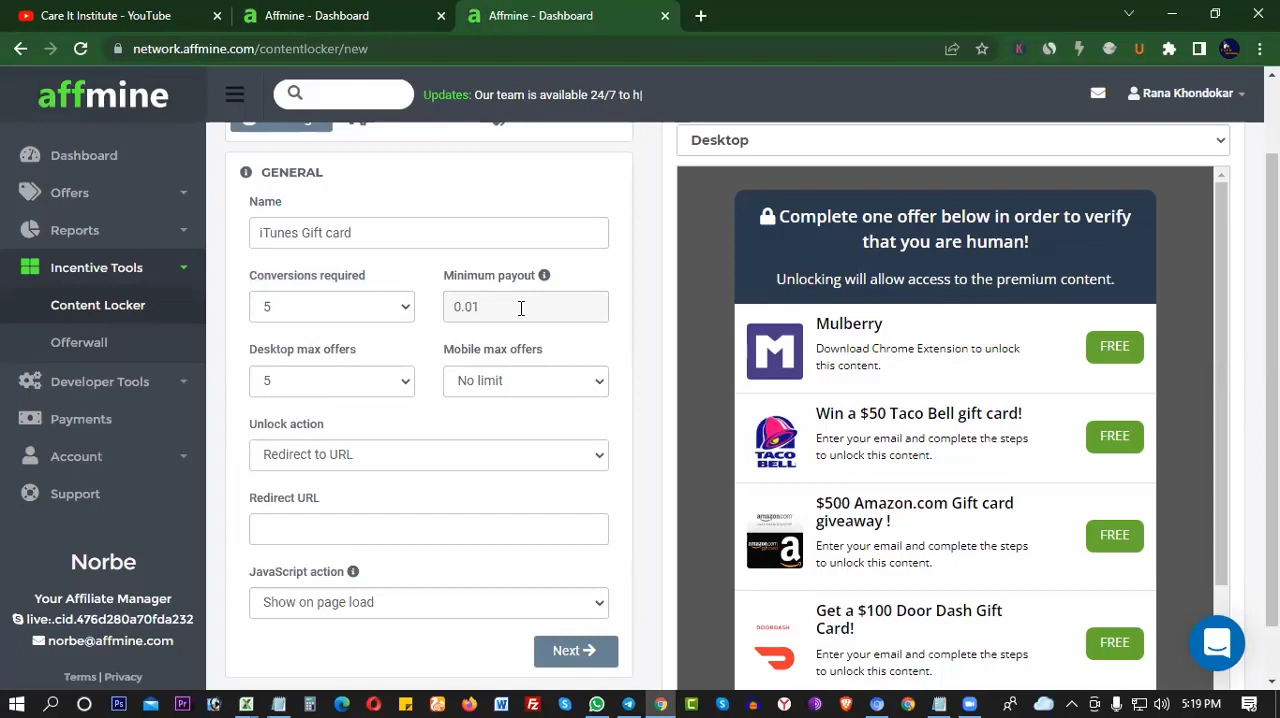 Care It Institute - YouTube
Affmine - Dashboard
Affmine - Dashboard
network.affmine.com/contentlocker/new
affmine
Updates: Our team is available 24/7 to h|
Rana Khondokar
Dashboard
Offers
Reports
Incentive Tools
Content Locker
Offerwall
Developer Tools
Payments
Account
Support
Norbe
Your Affiliate Manager
live:.cid.476d280a70fda232
norbe@affmine.com
Terms | Privacy
GENERAL
Name
iTunes Gift card
Conversions required
Minimum payout
5
0.01
Desktop max offers
Mobile max offers
5
No limit
Unlock action
Redirect to URL
Redirect URL
JavaScript action
Show on page load
Next
Desktop
Complete one offer below in order to verify
that you are human!
Unlocking will allow access to the premium content.
M
Mulberry
Download Chrome Extension to unlock
this content.
FREE
TACO
BELL
Win a $50 Taco Bell gift card!
Enter your email and complete the steps
to unlock this content.
FREE
$500 Amazon.com Gift card
giveaway !
Enter your email and complete the steps
to unlock this content.
FREE
DOORDASH
Get a $100 Door Dash Gift
Card!
Enter your email and complete the steps
to unlock this content.
FREE
5:19 PM